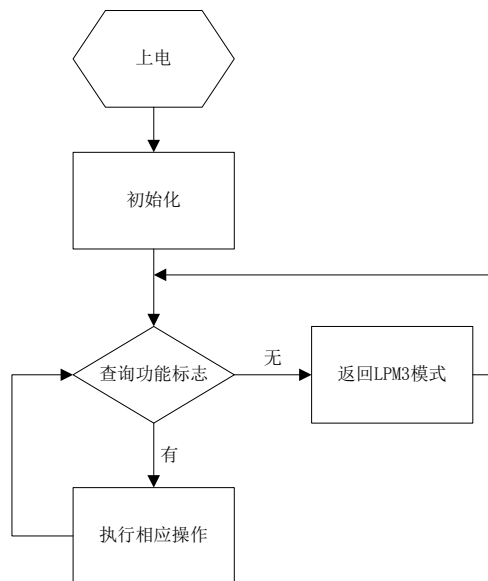 上电
初始化
查询功能标志
无
返回LPM3模式
有
执行相应操作